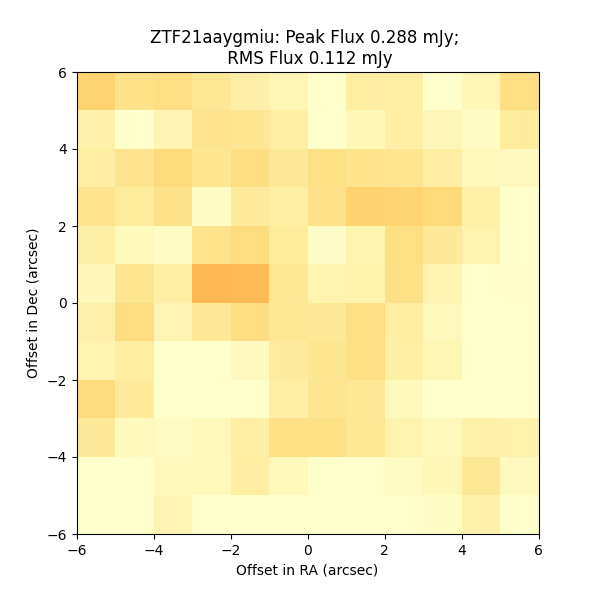 ZTF21aaygmiu: Peak Flux 0.288 mJy;
RMS Flux 0.112 mJy
6
4
2
0
−2
−4
−6
Offset in Dec (arcsec)
−6 −4 −2 0 2 4 6
Offset in RA (arcsec)